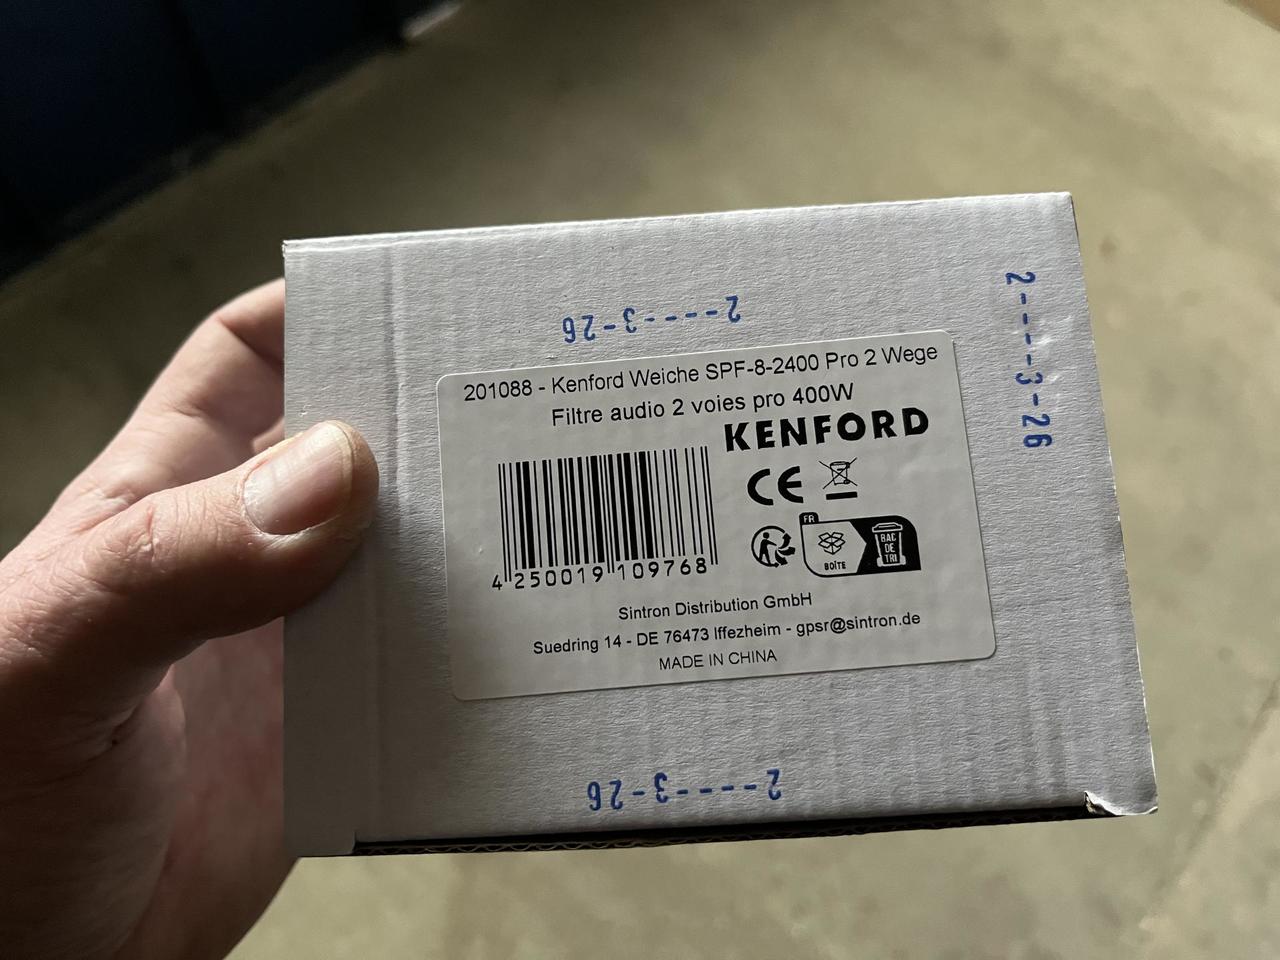 2----3-26
2----3-26
201088 - Kenford Weiche SPF-8-2400 Pro 2 Wege
Filtre audio 2 voies pro 400W
KENFORD
CE
FR
BOÎTE
BAC
DE
TRI
4 250019 109768
Sintron Distribution GmbH
Suedring 14 - DE 76473 Iffezheim - gpsr@sintron.de
MADE IN CHINA
2----3-26